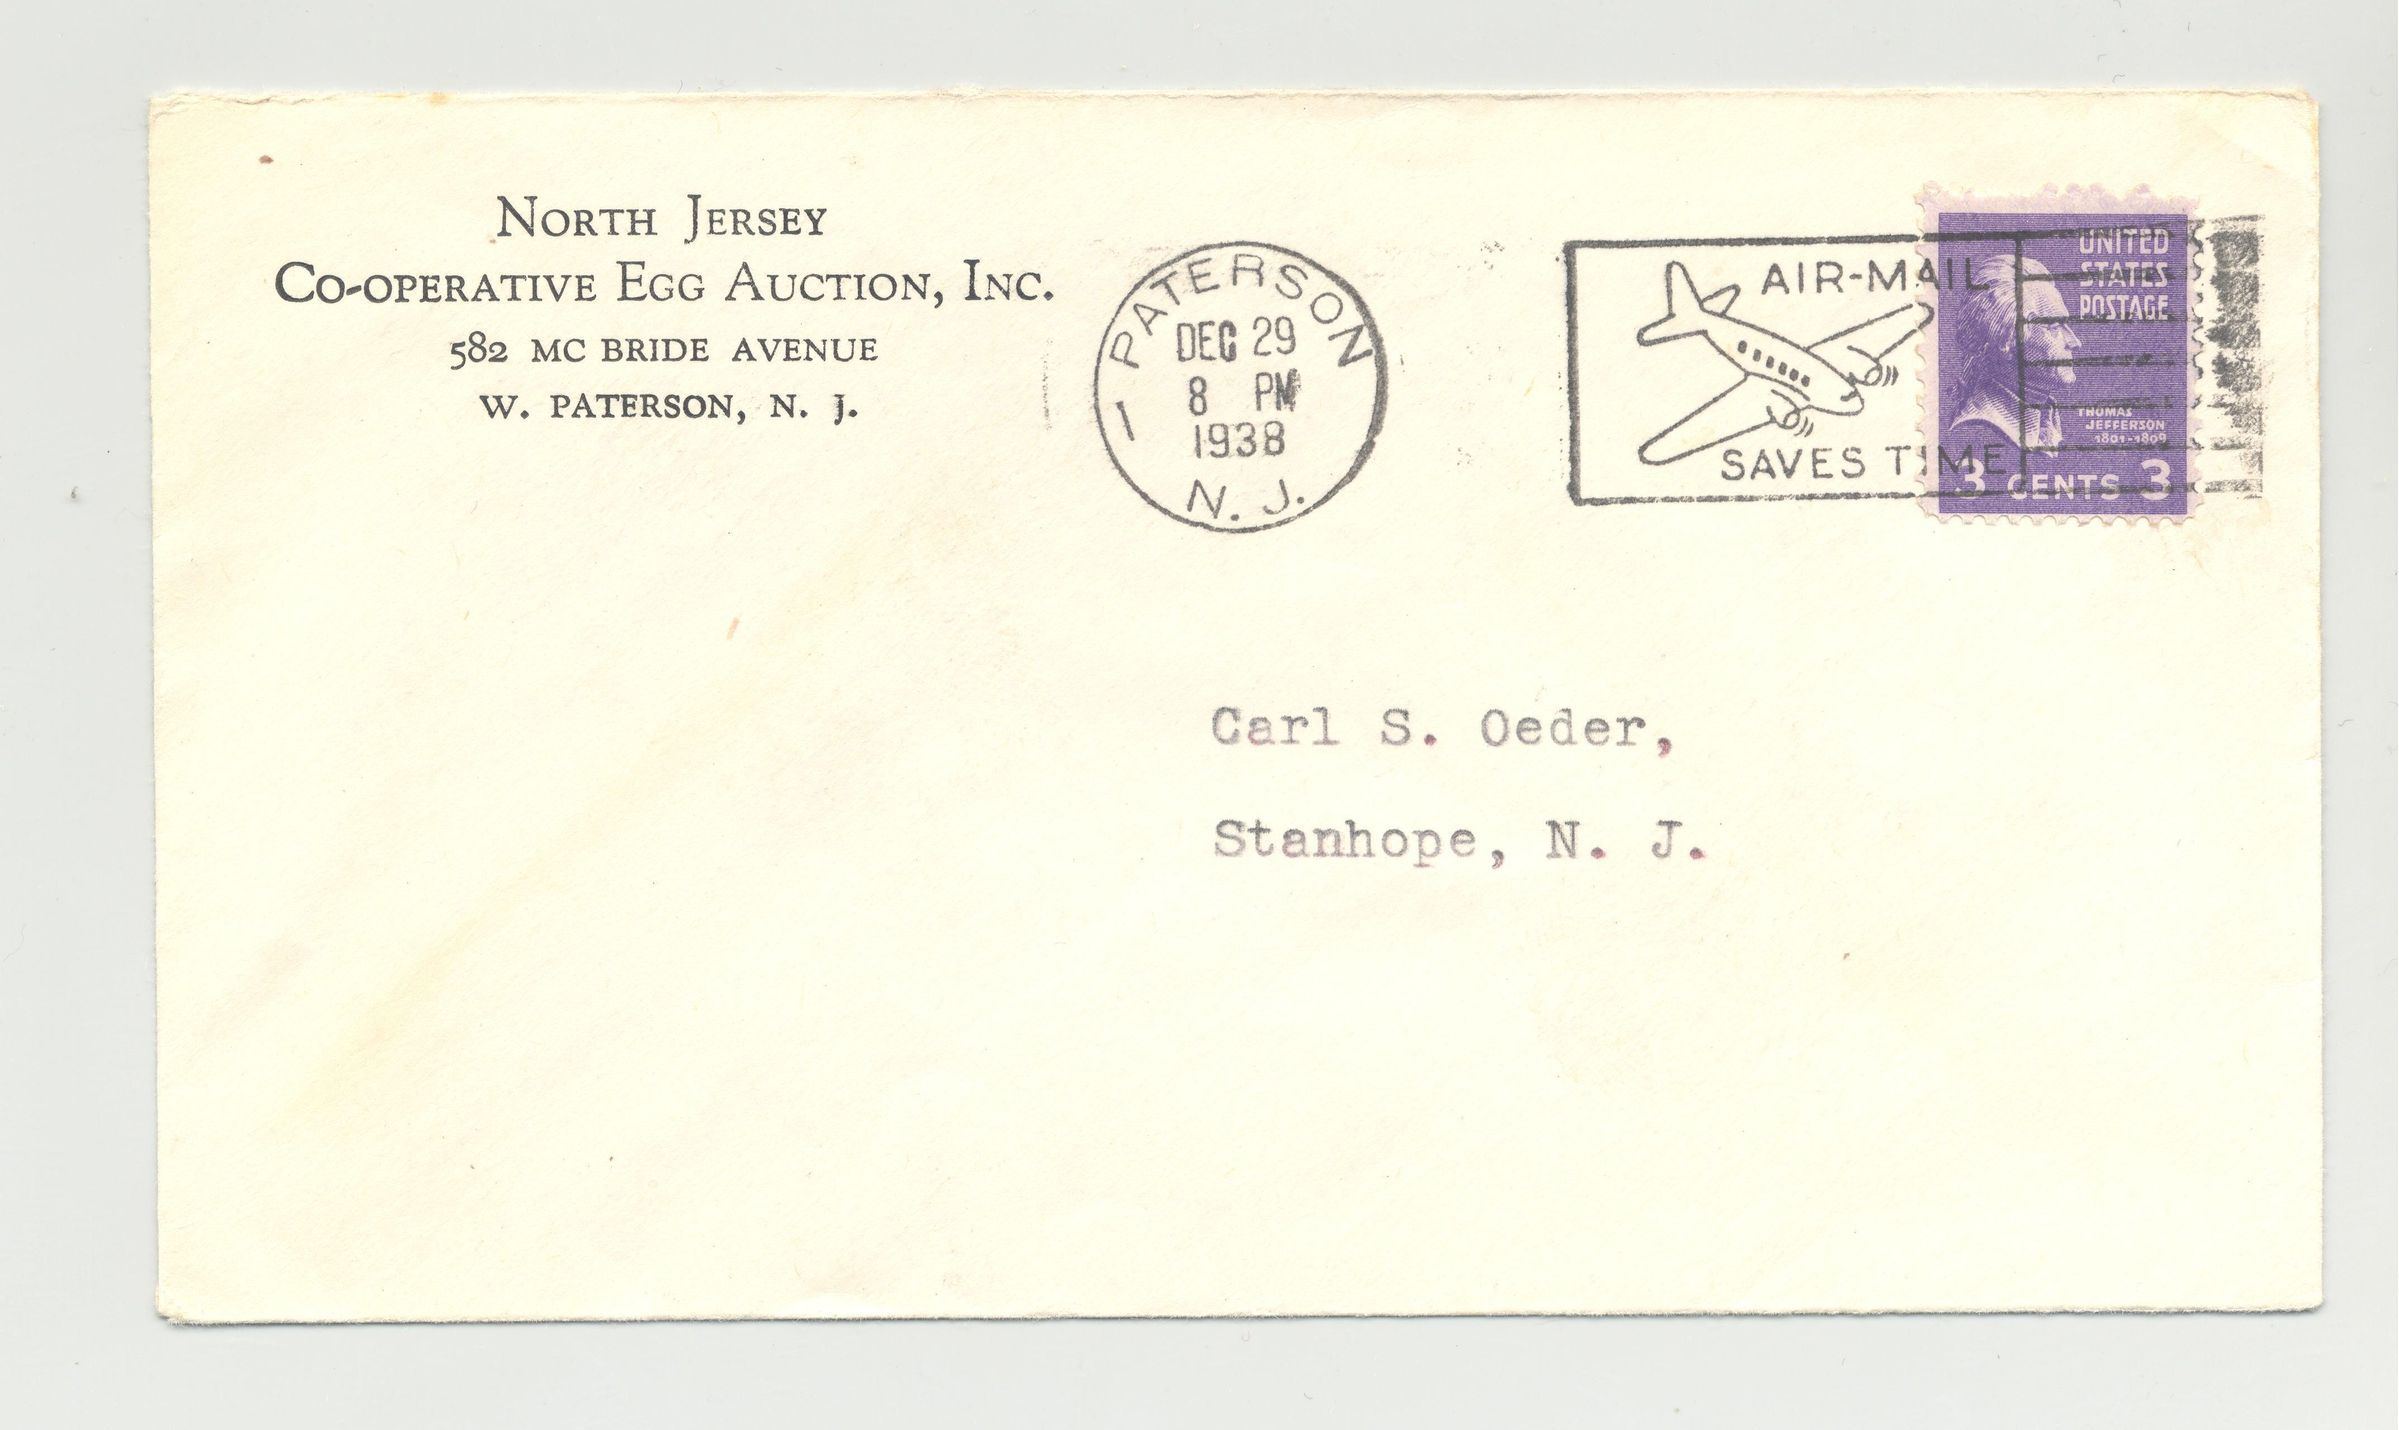 North Jersey
Co-operative Egg Auction, Inc.
582 MC BRIDE AVENUE
W. PATERSON, N. J.
PATERSON
DEC 29
8 PM
1938
1
N. J.
AIR-MAIL
SAVES TIME
UNITED
STATES
POSTAGE
THOMAS
JEFFERSON
1801-1809
3 CENTS 3
Carl S. Oeder,
Stanhope, N. J.